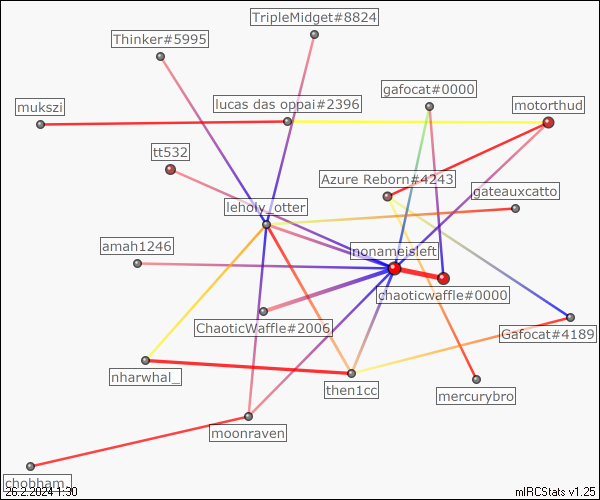 TripleMidget#8824
Thinker#5995
gafocat#0000
lucas das oppai#2396
motorthud
mukszi
tt532
Azure Reborn#4243
gateauxcatto
leholy_otter
amah1246
nonameisleft
chaoticwaffle#0000
ChaoticWaffle#2006
Gafocat#4189
nharwhal_
then1cc
mercurybro
moonraven
chobham_
26.2.2024 1:30
mIRCStats v1.25